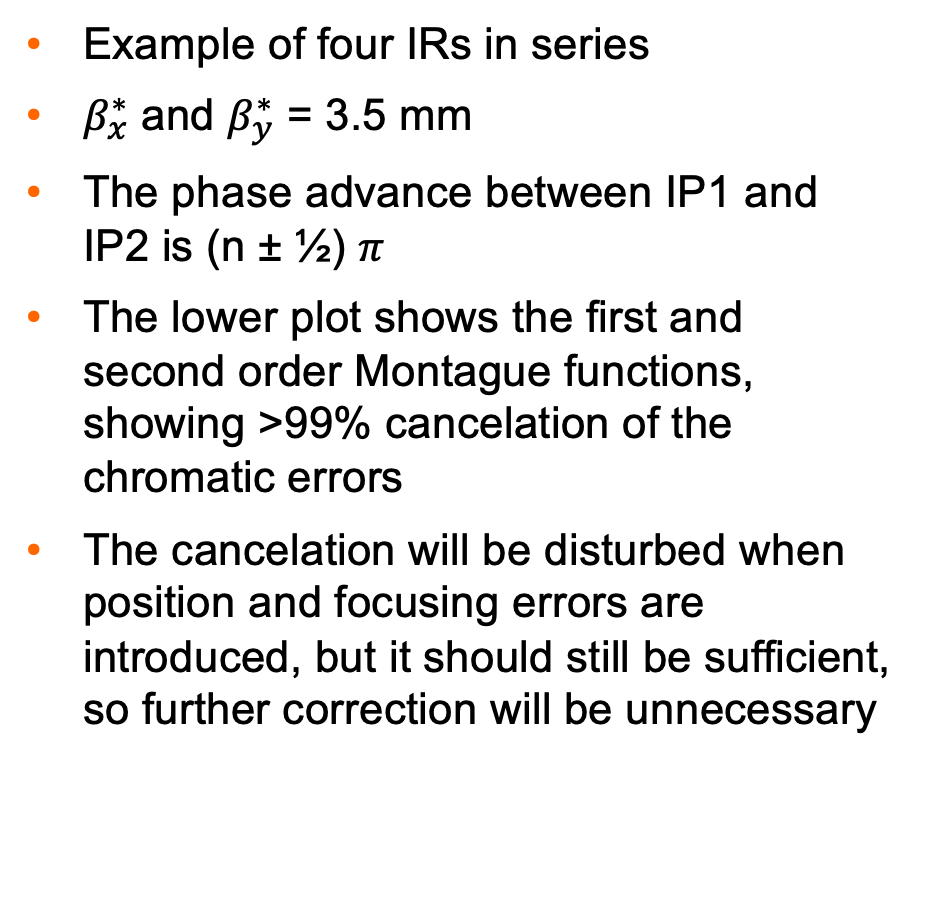 • Example of four IRs in series
• 𝛽ₓ* and 𝛽ᵧ* = 3.5 mm
• The phase advance between IP1 and
IP2 is (n ± ½) 𝜋
• The lower plot shows the first and
second order Montague functions,
showing >99% cancelation of the
chromatic errors
• The cancelation will be disturbed when
position and focusing errors are
introduced, but it should still be sufficient,
so further correction will be unnecessary